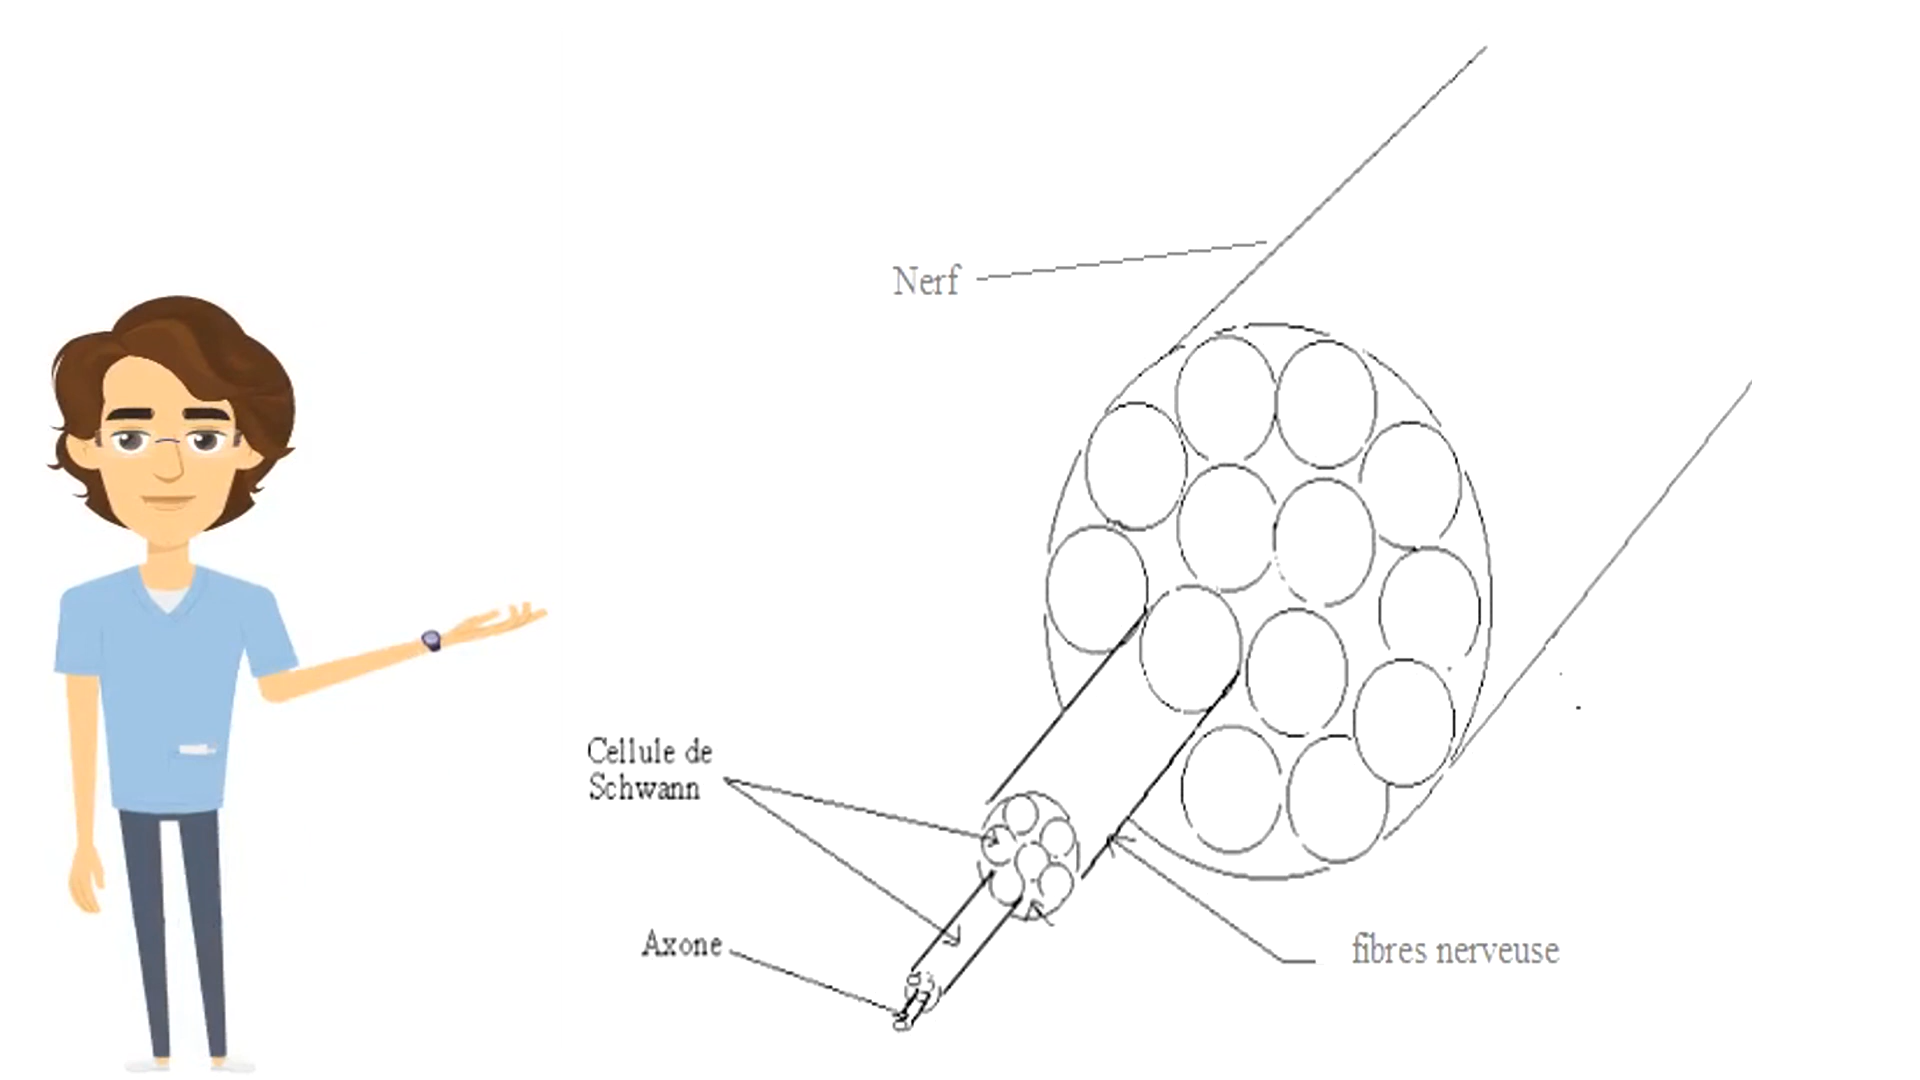 Nerf
Cellule de
Schwann
Axone
fibres nerveuse